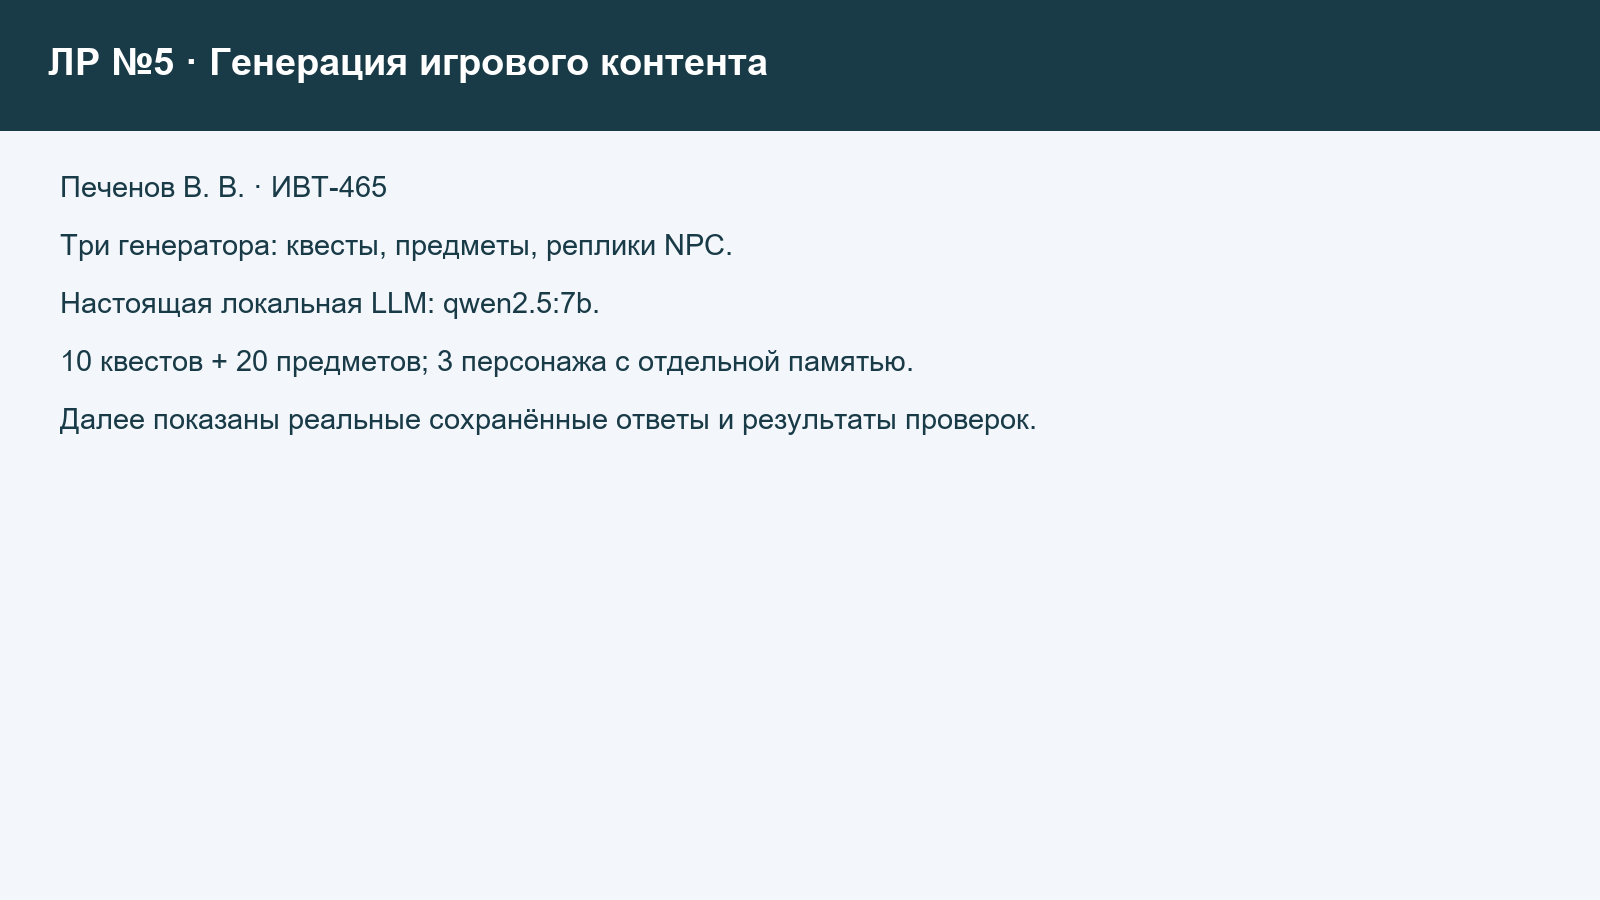 ЛР №5 · Генерация игрового контента
Печенов В. В. · ИВТ-465
Три генератора: квесты, предметы, реплики NPC.
Настоящая локальная LLM: qwen2.5:7b.
10 квестов + 20 предметов; 3 персонажа с отдельной памятью.
Далее показаны реальные сохранённые ответы и результаты проверок.